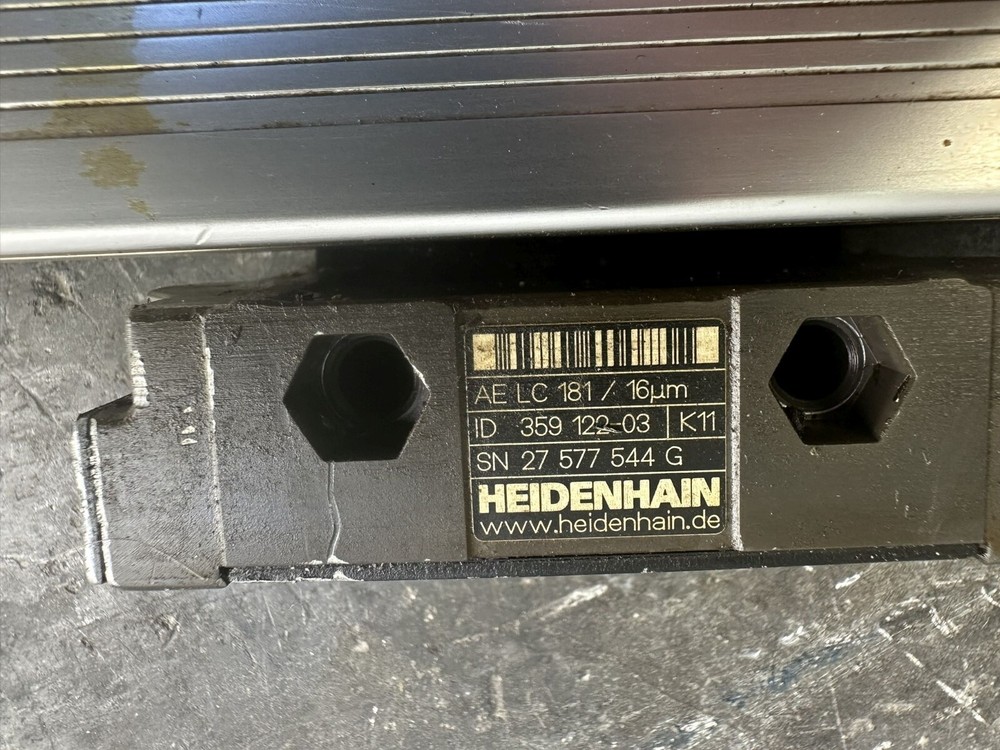 AE LC 181 / 16µm
ID 359 122-03 K11
SN 27 577 544 G
HEIDENHAIN
www.heidenhain.de